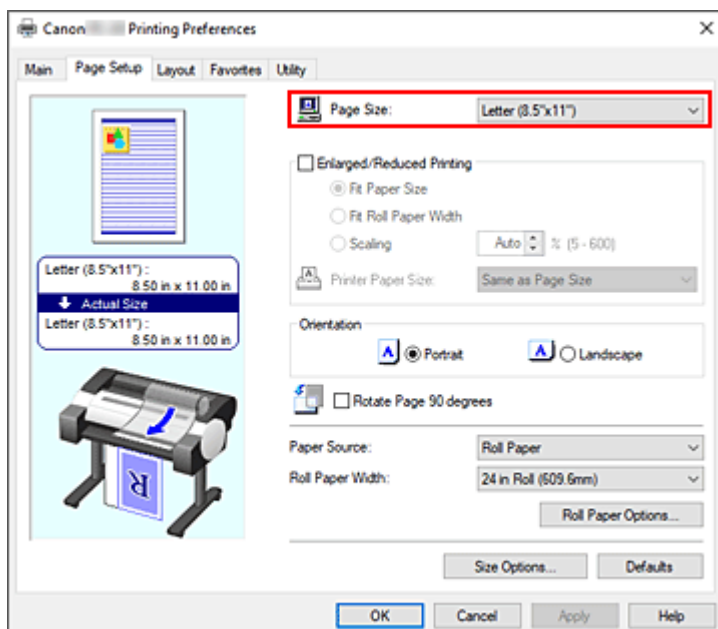 Canon Printing Preferences
Main Page Setup Layout Favorites Utility
Page Size: Letter (8.5"x11")
Enlarged/Reduced Printing
Fit Paper Size
Fit Roll Paper Width
Scaling Auto % (5 - 600)
Printer Paper Size: Same as Page Size
Letter (8.5"x11") :
8.50 in x 11.00 in
Actual Size
Letter (8.5"x11") :
8.50 in x 11.00 in
Orientation
A Portrait A Landscape
Rotate Page 90 degrees
Paper Source: Roll Paper
Roll Paper Width: 24 in Roll (609.6mm)
R
Roll Paper Options...
Size Options... Defaults
OK Cancel Apply Help